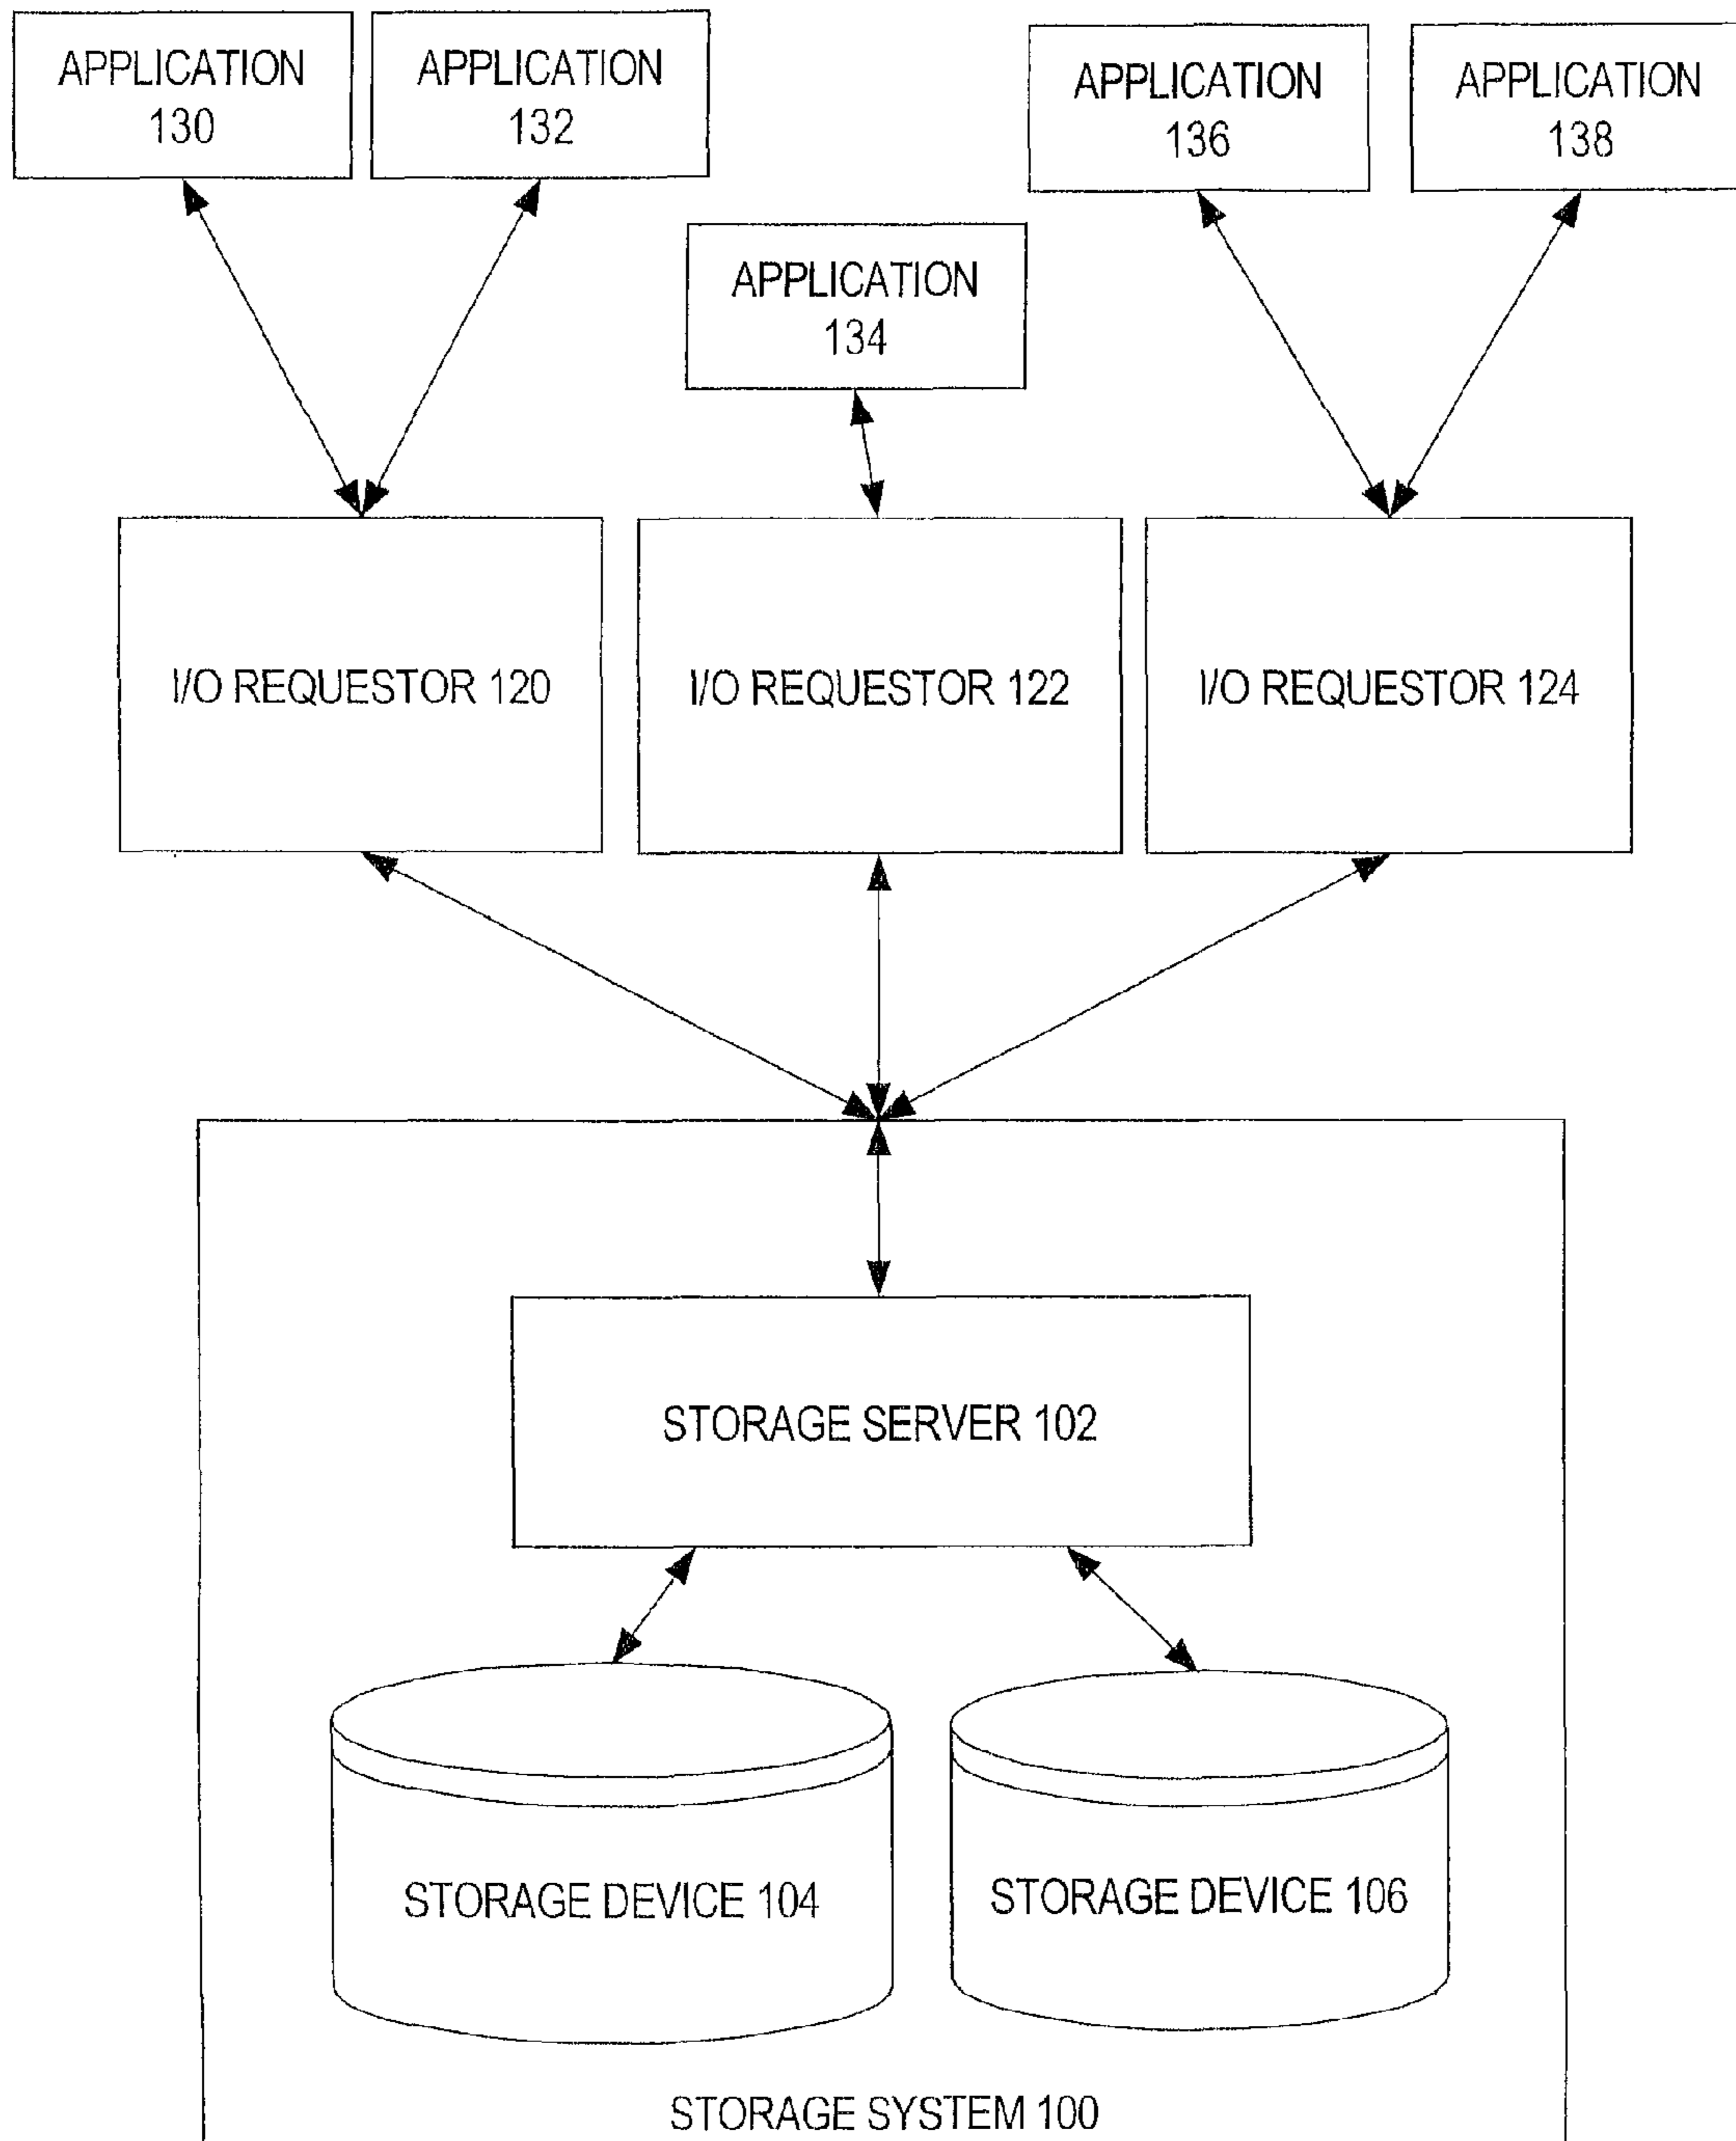 APPLICATION
130
APPLICATION
132
APPLICATION
136
APPLICATION
138
APPLICATION
134
I/O REQUESTOR 120
I/O REQUESTOR 122
I/O REQUESTOR 124
STORAGE SERVER 102
STORAGE DEVICE 104
STORAGE DEVICE 106
STORAGE SYSTEM 100